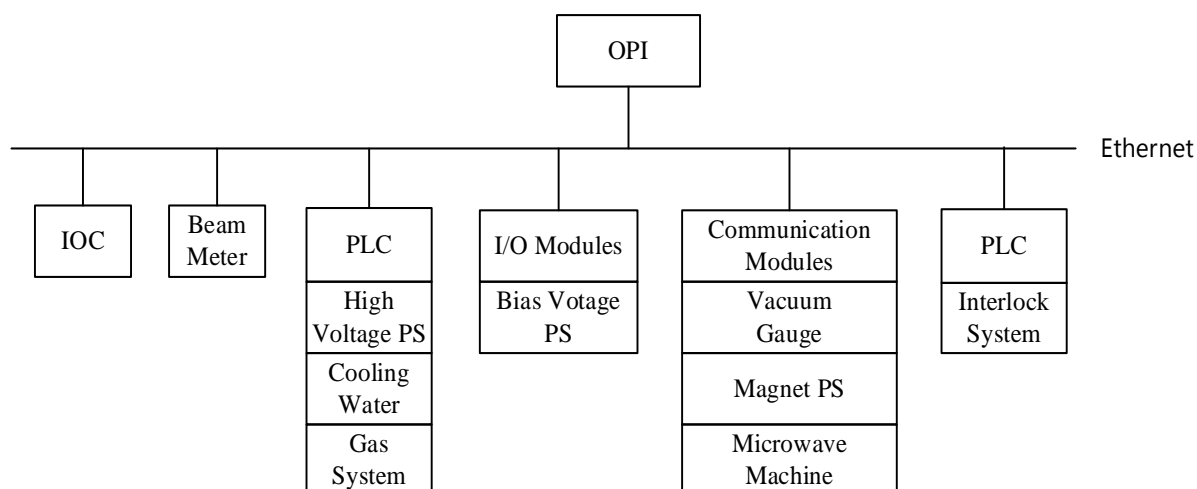 OPI
Ethernet
IOC
Beam
Meter
PLC
High
Voltage PS
Cooling
Water
Gas
System
I/O Modules
Bias Votage
PS
Communication
Modules
Vacuum
Gauge
Magnet PS
Microwave
Machine
PLC
Interlock
System